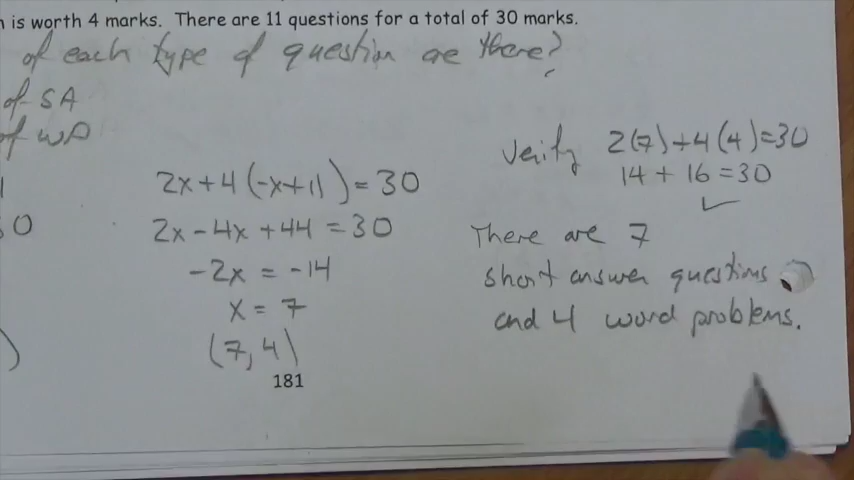 is worth 4 marks. There are 11 questions for a total of 30 marks.
of each type of question are there?
of SA
of WP
2x+4(-x+11)=30
2x-4x+44=30
-2x=-14
x=7
(7,4)
181
Verify 2(7)+4(4)=30
14+16=30
✓
There are 7
short answer questions
and 4 word problems.